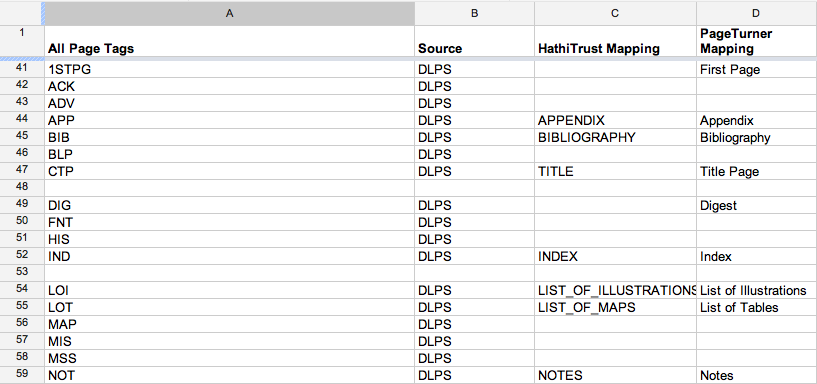 A B C D
1 All Page Tags Source HathiTrust Mapping PageTurner Mapping
41 1STPG DLPS First Page
42 ACK DLPS
43 ADV DLPS
44 APP DLPS APPENDIX Appendix
45 BIB DLPS BIBLIOGRAPHY Bibliography
46 BLP DLPS
47 CTP DLPS TITLE Title Page
48
49 DIG DLPS Digest
50 FNT DLPS
51 HIS DLPS
52 IND DLPS INDEX Index
53
54 LOI DLPS LIST_OF_ILLUSTRATIONS List of Illustrations
55 LOT DLPS LIST_OF_MAPS List of Tables
56 MAP DLPS
57 MIS DLPS
58 MSS DLPS
59 NOT DLPS NOTES Notes